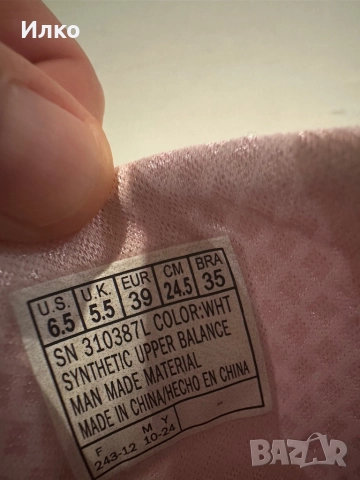 Илко
U.S. U.K. EUR CM BRA
6.5 5.5 39 24.5 35
SN 310387L COLOR:WHT
SYNTHETIC UPPER BALANCE
MAN MADE MATERIAL
MADE IN CHINA/HECHO EN CHINA
F M Y
243-12 10-24 -
BAZAR